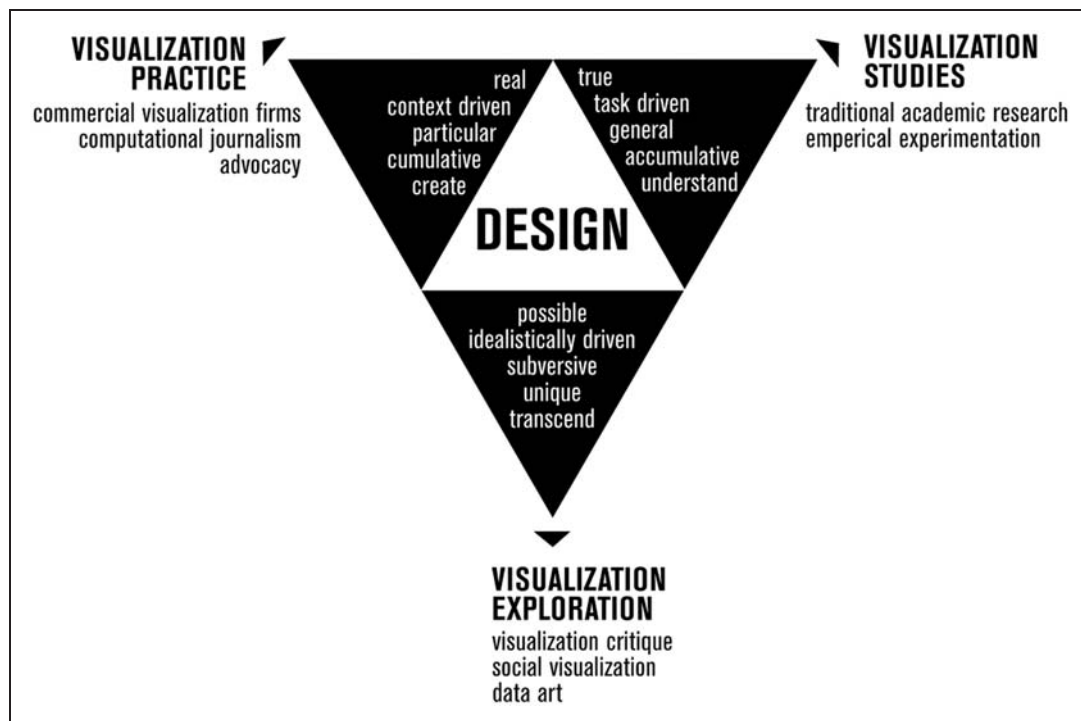 VISUALIZATION
PRACTICE
commercial visualization firms
computational journalism
advocacy
real
context driven
particular
cumulative
create
true
task driven
general
accumulative
understand
VISUALIZATION
STUDIES
traditional academic research
emperical experimentation
DESIGN
possible
idealistically driven
subversive
unique
transcend
VISUALIZATION
EXPLORATION
visualization critique
social visualization
data art